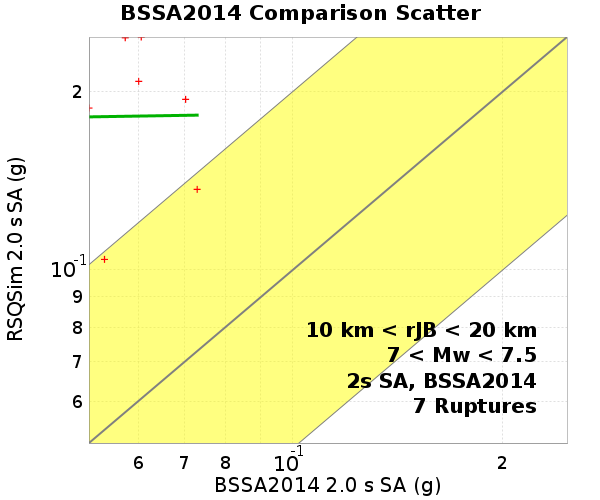 BSSA2014 Comparison Scatter
RSQSim 2.0 s SA (g)
2
10-1
9
8
7
6
10 km < rJB < 20 km
7 < Mw < 7.5
2s SA, BSSA2014
7 Ruptures
6 7 8 10-1 2
BSSA2014 2.0 s SA (g)